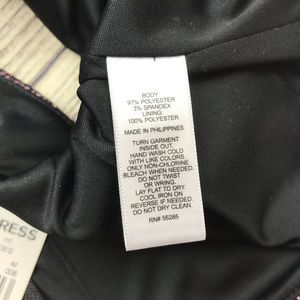 BODY
97% POLYESTER
3% SPANDEX
LINING:
100% POLYESTER
MADE IN PHILIPPINES
TURN GARMENT
INSIDE OUT.
HAND WASH COLD
WITH LIKE COLORS.
ONLY NON-CHLORINE
BLEACH WHEN NEEDED.
DO NOT TWIST
OR WRING.
LAY FLAT TO DRY.
COOL IRON ON
REVERSE IF NEEDED.
DO NOT DRY CLEAN.
RN# 55285
RESS